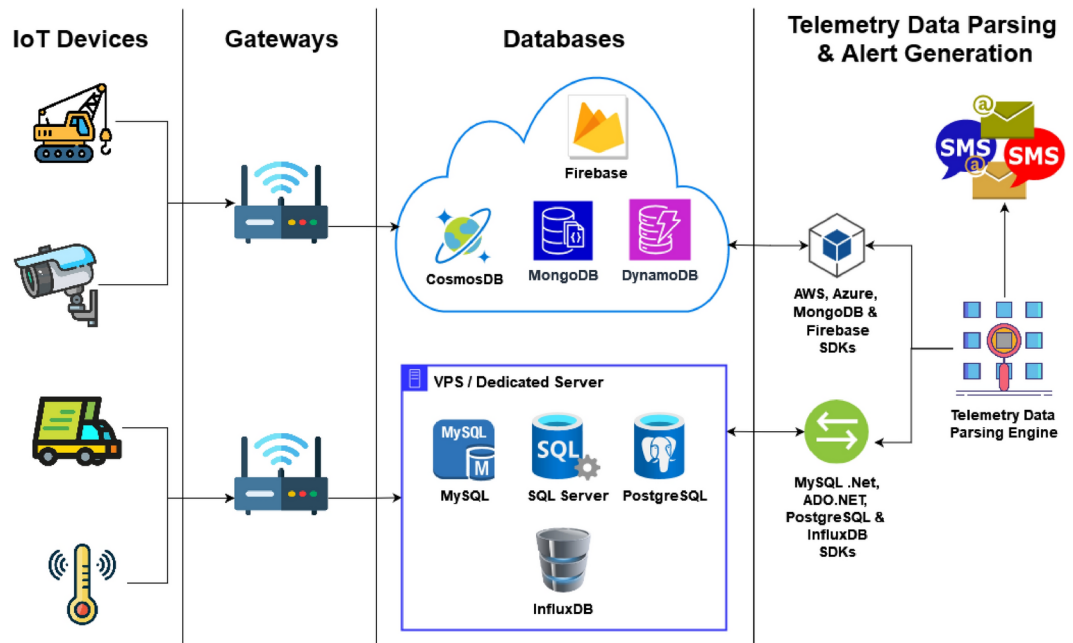 IoT Devices
Gateways
Databases
Telemetry Data Parsing
& Alert Generation
Firebase
CosmosDB
MongoDB
DynamoDB
@
SMS
@
SMS
AWS, Azure,
MongoDB &
Firebase
SDKs
Telemetry Data
Parsing Engine
VPS / Dedicated Server
MySQL
M
MySQL
SQL
SQL Server
PostgreSQL
InfluxDB
MySQL .Net,
ADO.NET,
PostgreSQL &
InfluxDB
SDKs